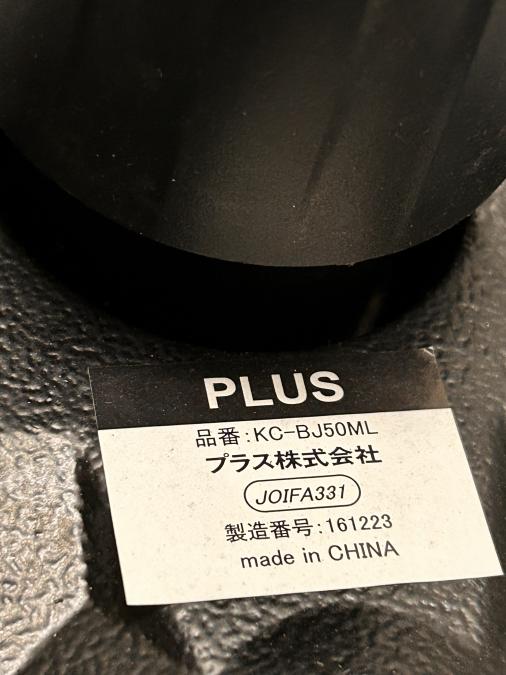 PLUS
品番:KC-BJ50ML
プラス株式会社
JOIFA331
製造番号:161223
made in CHINA